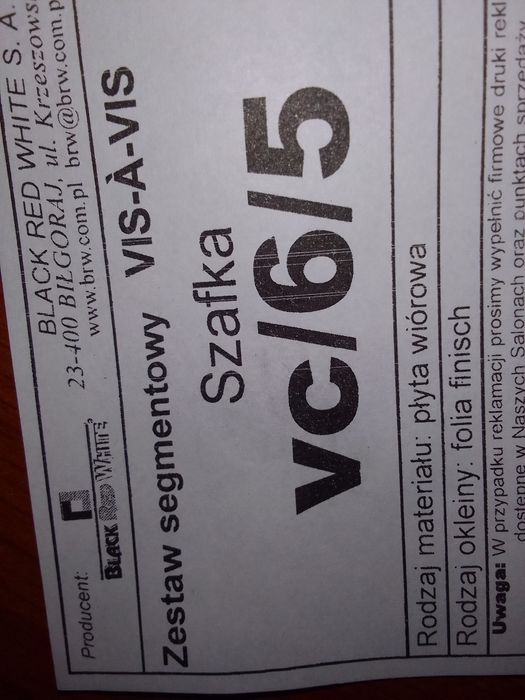 Producent:
BLACK RED WHITE
BLACK RED WHITE S. A.
23-400 BIŁGORAJ, ul. Krzeszows
www.brw.com.pl brw@brw.com.p
Zestaw segmentowy VIS-À-VIS
Szafka
vc/6/5
Rodzaj materiału: płyta wiórowa
Rodzaj okleiny: folia finisch
Uwaga: W przypadku reklamacji prosimy wypełnić firmowe druki rekl
dostępne w Naszych Salonach oraz punktach sprzedaży